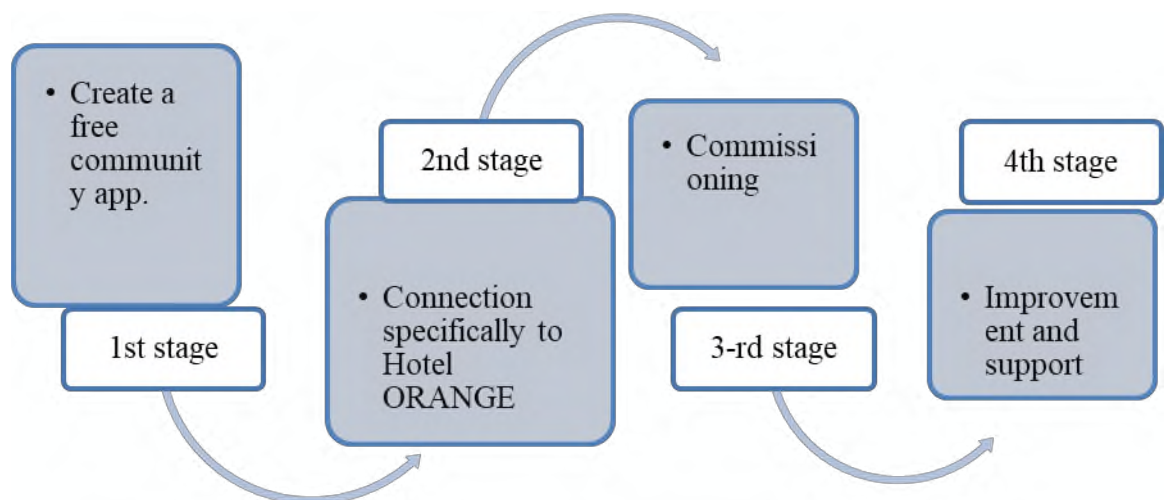 • Create a
free
communit
y app.
1st stage
2nd stage
• Connection
specifically to
Hotel
ORANGE
• Commissi
oning
3-rd stage
4th stage
• Improvem
ent and
support